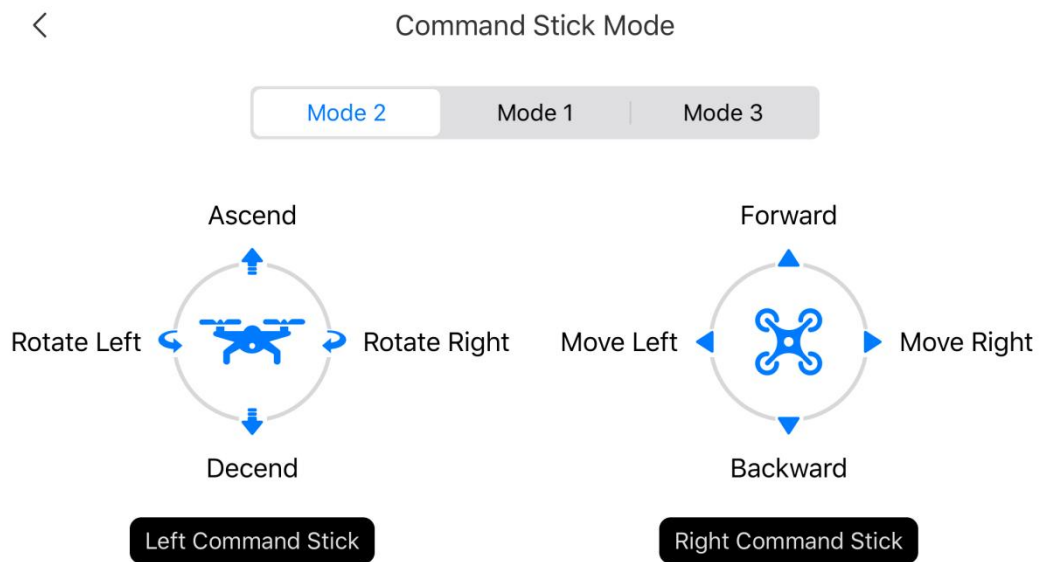 Command Stick Mode
Mode 2 Mode 1 Mode 3
Ascend
Rotate Left Rotate Right
Decend
Left Command Stick
Forward
Move Left Move Right
Backward
Right Command Stick